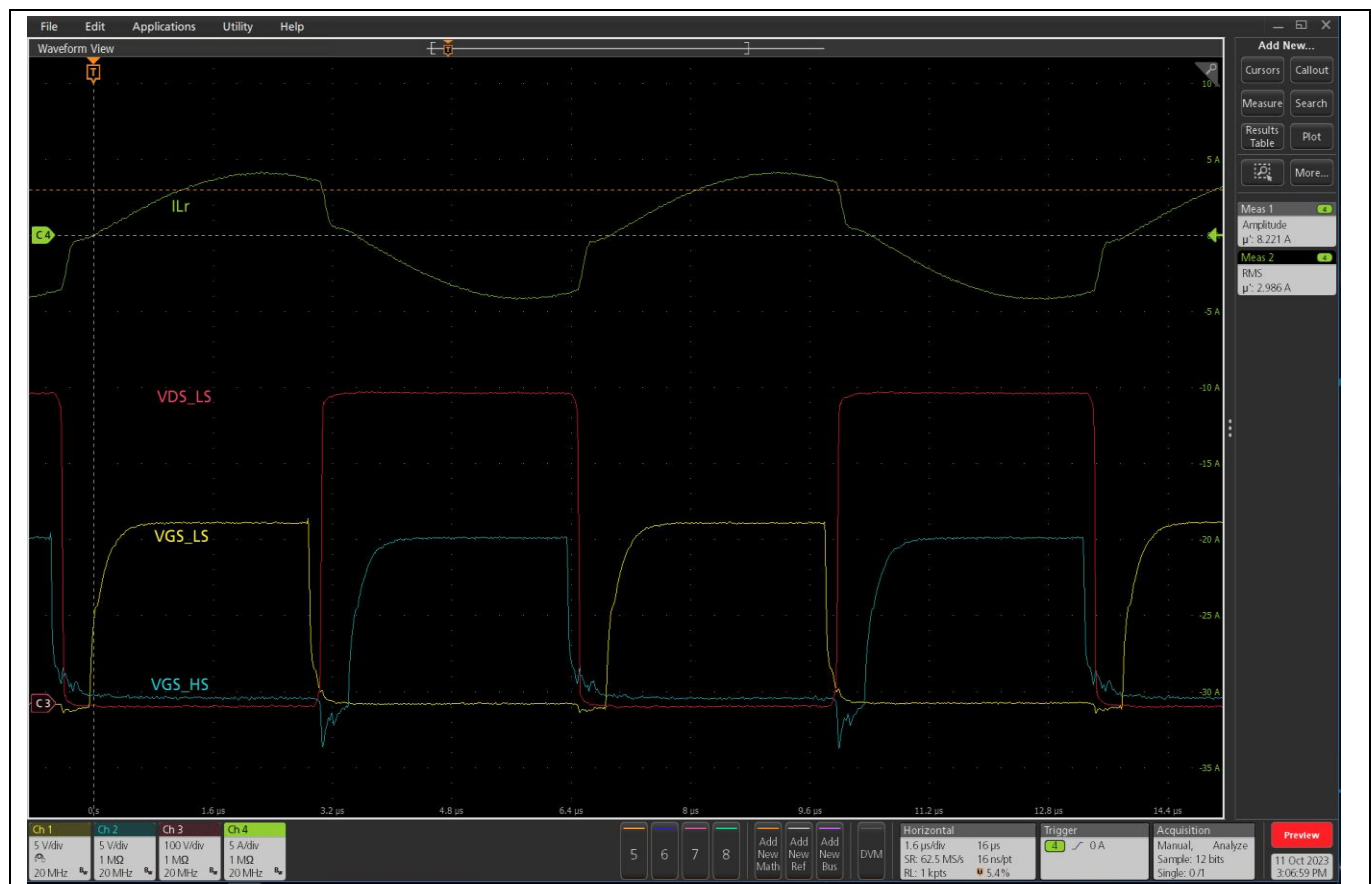 File Edit Applications Utility Help
Waveform View
Add New...
Cursors Callout
Measure Search
Results Table Plot
More...
Meas 1 4
Amplitude
µ': 8.221 A
Meas 2 4
RMS
µ': 2.986 A
T
10
5 A
ILr
C4
-5 A
-10 A
VDS_LS
-15 A
VGS_LS
-20 A
-25 A
VGS_HS
-30 A
C3
-35 A
0 s 1.6 µs 3.2 µs 4.8 µs 6.4 µs 8 µs 9.6 µs 11.2 µs 12.8 µs 14.4 µs
Ch 1
5 V/div
20 MHz
Ch 2
5 V/div
1 MΩ
20 MHz
Ch 3
100 V/div
1 MΩ
20 MHz
Ch 4
5 A/div
1 MΩ
20 MHz
5 6 7 8
Add New Math
Add New Ref
Add New Bus
DVM
Horizontal
1.6 µs/div 16 µs
SR: 62.5 MS/s 16 ns/pt
RL: 1 kpts 5.4%
Trigger
4 0 A
Acquisition
Manual, Analyze
Sample: 12 bits
Single: 0 /1
Preview
11 Oct 2023
3:06:59 PM